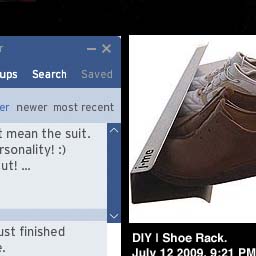 ups Search Saved
er newer most recent
t mean the suit.
rsonality! :)
ut! ...
ust finished
e.
j-me
DIY | Shoe Rack.
July 12 2009, 9:21 PM